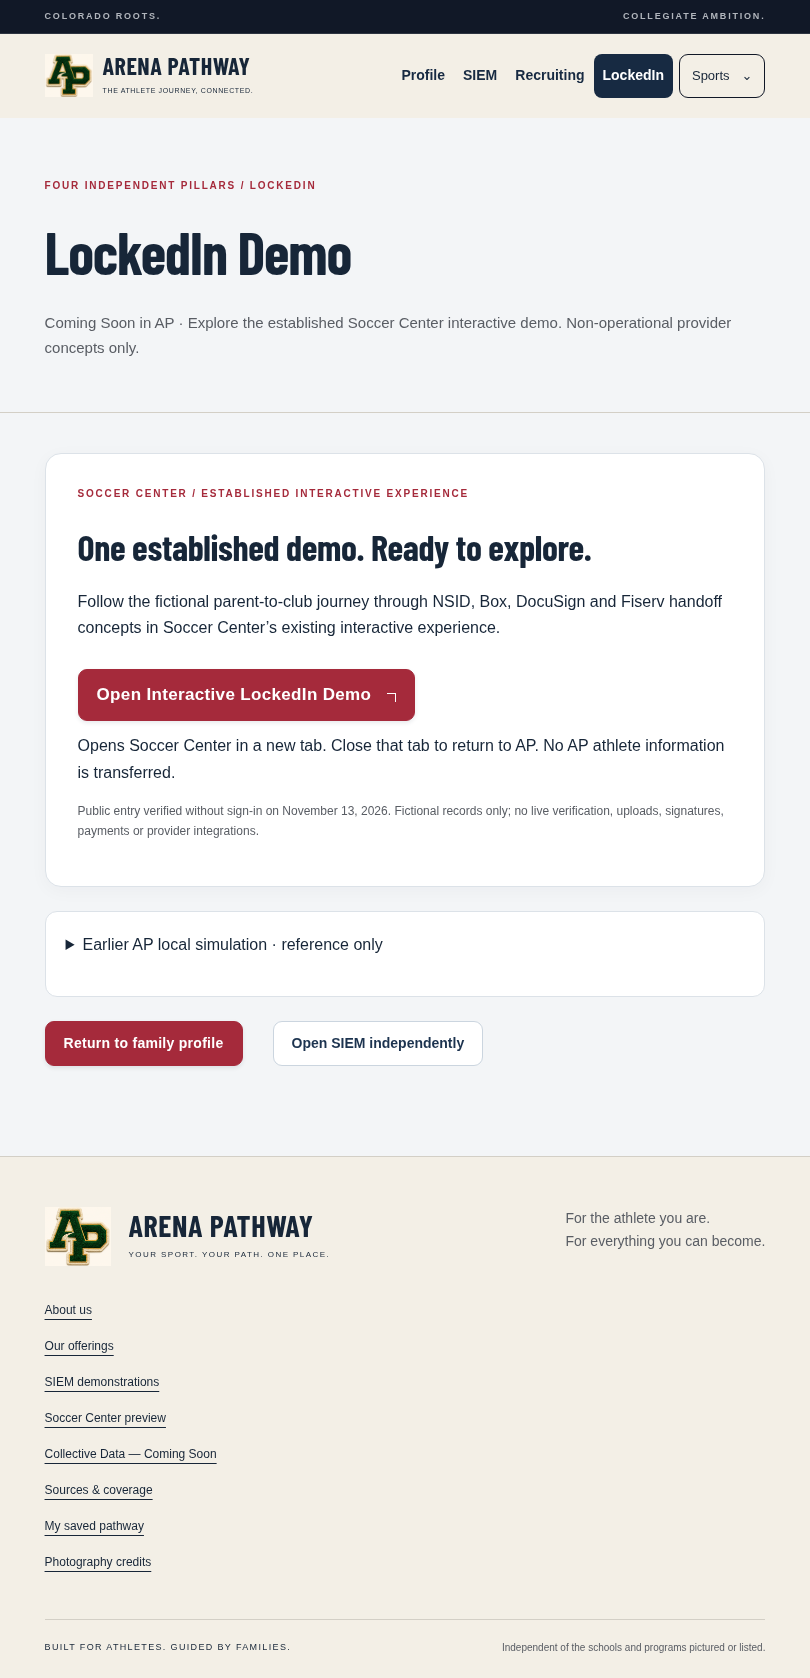 COLORADO ROOTS.
COLLEGIATE AMBITION.
AP
ARENA PATHWAY
THE ATHLETE JOURNEY, CONNECTED.
Profile
SIEM
Recruiting
LockedIn
Sports
FOUR INDEPENDENT PILLARS / LOCKEDIN
LockedIn Demo
Coming Soon in AP · Explore the established Soccer Center interactive demo. Non-operational provider
concepts only.
SOCCER CENTER / ESTABLISHED INTERACTIVE EXPERIENCE
One established demo. Ready to explore.
Follow the fictional parent-to-club journey through NSID, Box, DocuSign and Fiserv handoff
concepts in Soccer Center’s existing interactive experience.
Open Interactive LockedIn Demo
Opens Soccer Center in a new tab. Close that tab to return to AP. No AP athlete information
is transferred.
Public entry verified without sign-in on November 13, 2026. Fictional records only; no live verification, uploads, signatures,
payments or provider integrations.
Earlier AP local simulation · reference only
Return to family profile
Open SIEM independently
AP
ARENA PATHWAY
YOUR SPORT. YOUR PATH. ONE PLACE.
For the athlete you are.
For everything you can become.
About us
Our offerings
SIEM demonstrations
Soccer Center preview
Collective Data — Coming Soon
Sources & coverage
My saved pathway
Photography credits
BUILT FOR ATHLETES. GUIDED BY FAMILIES.
Independent of the schools and programs pictured or listed.